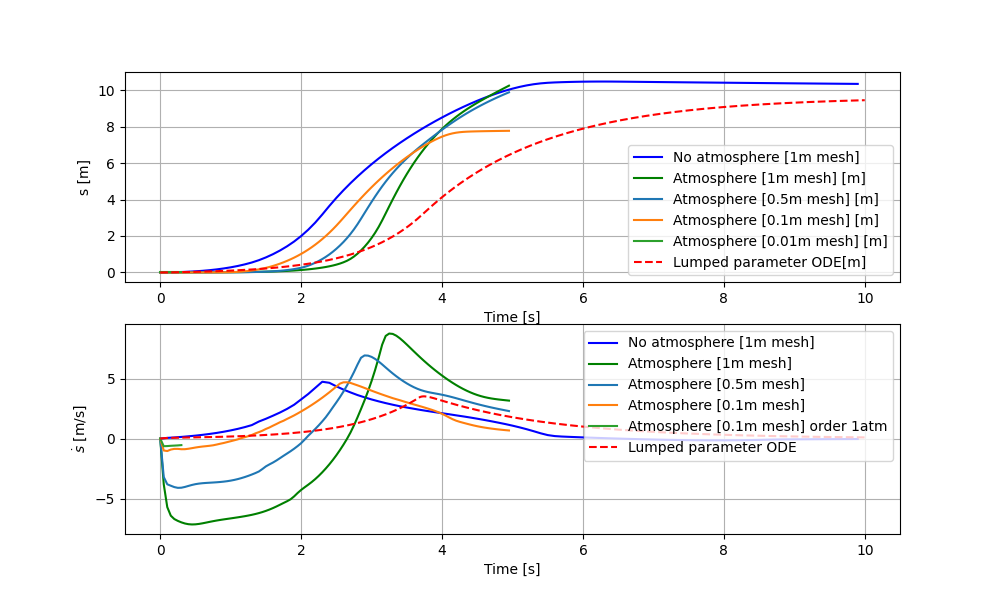 10
8
6
4
2
0
s [m]
No atmosphere [1m mesh]
Atmosphere [1m mesh] [m]
Atmosphere [0.5m mesh] [m]
Atmosphere [0.1m mesh] [m]
Atmosphere [0.01m mesh] [m]
Lumped parameter ODE[m]
0 2 4 6 8 10
Time [s]
5
0
−5
ṡ [m/s]
No atmosphere [1m mesh]
Atmosphere [1m mesh]
Atmosphere [0.5m mesh]
Atmosphere [0.1m mesh]
Atmosphere [0.1m mesh] order 1atm
Lumped parameter ODE
0 2 4 6 8 10
Time [s]